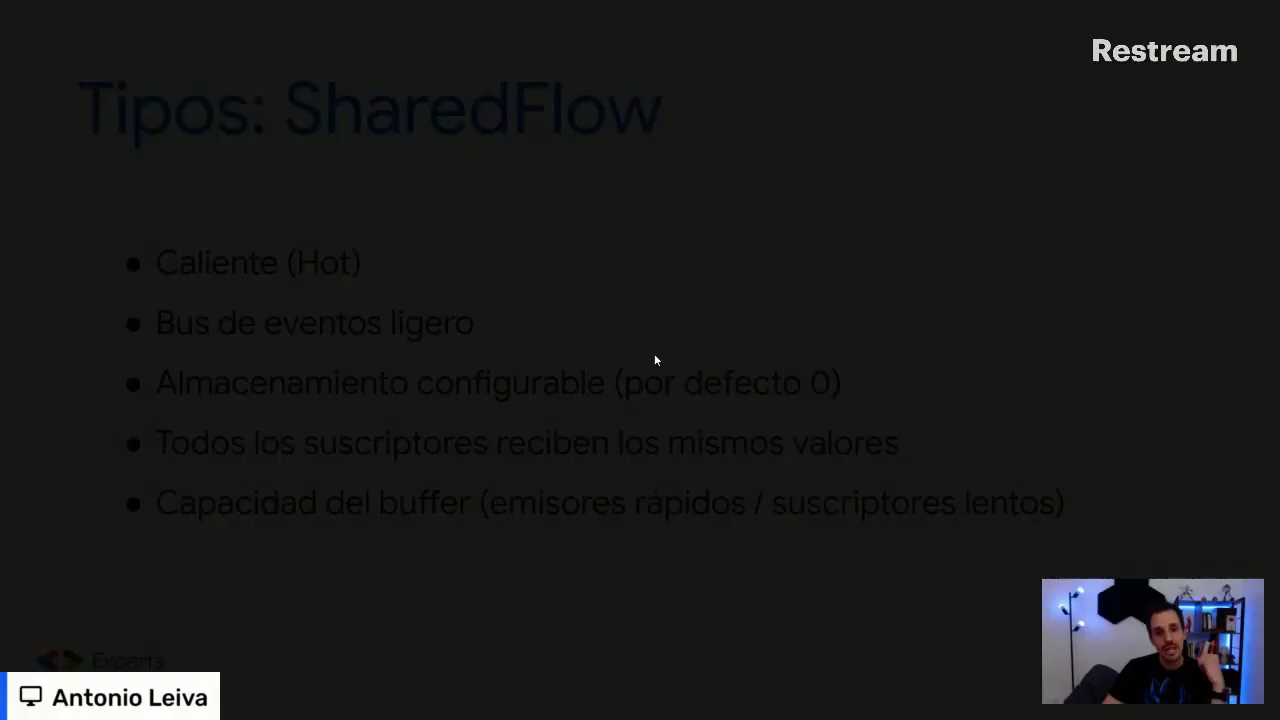 Restream
Tipos: SharedFlow
● Caliente (Hot)
● Bus de eventos ligero
● Almacenamiento configurable (por defecto 0)
● Todos los suscriptores reciben los mismos valores
● Capacidad del buffer (emisores rápidos / suscriptores lentos)
Experts
Antonio Leiva